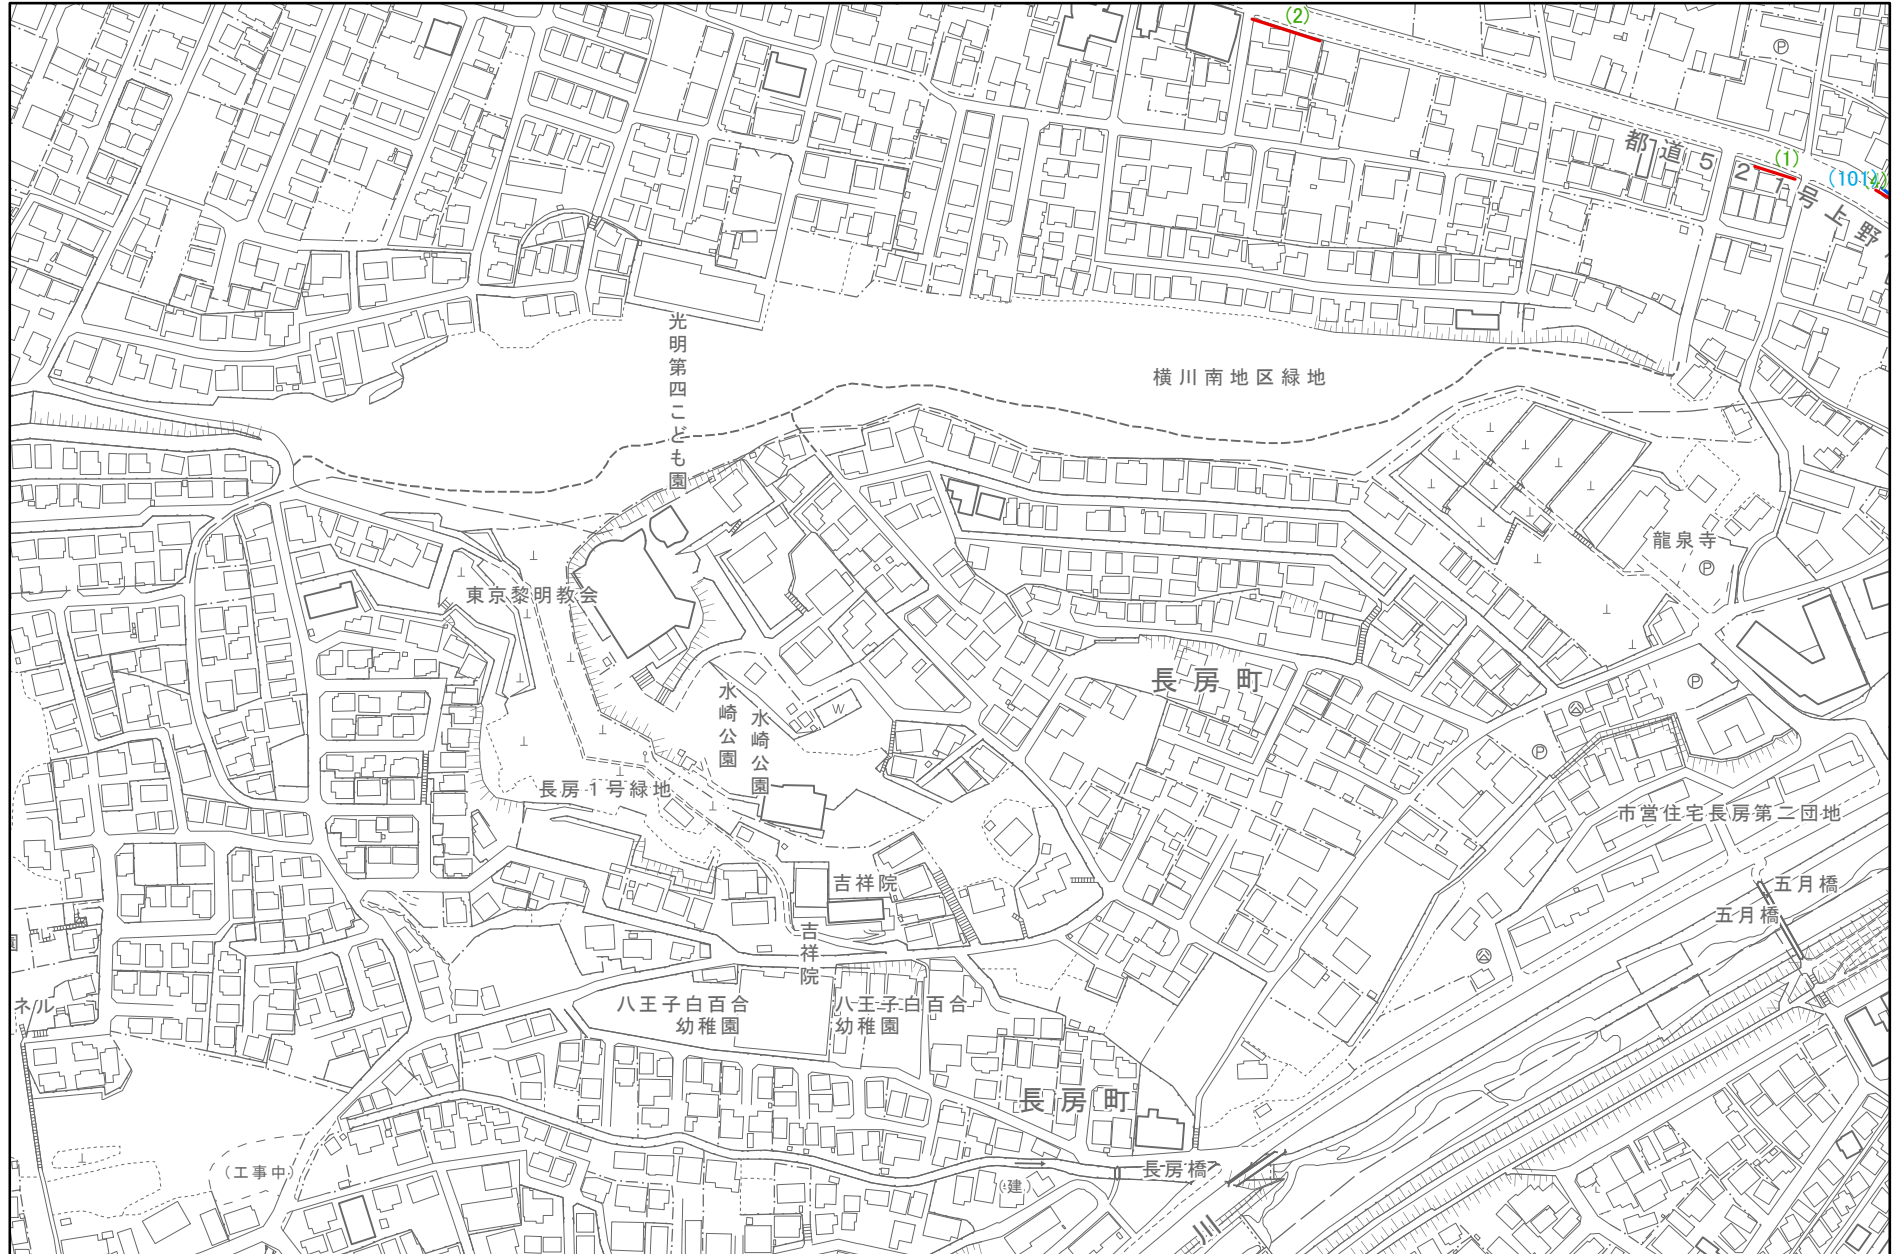 (2)
都道521号上野
(1)
(101)
(4)
光明第四こども園
横川南地区緑地
龍泉寺
P
P
東京黎明教会
長房町
水崎公園
水崎公園
W
P
P
長房1号緑地
市営住宅長房第二団地
吉祥院
五月橋
五月橋
吉祥院
園
ネル
八王子白百合
幼稚園
八王子白百合
幼稚園
長房町
(工事中)
長房橋
(建)
川